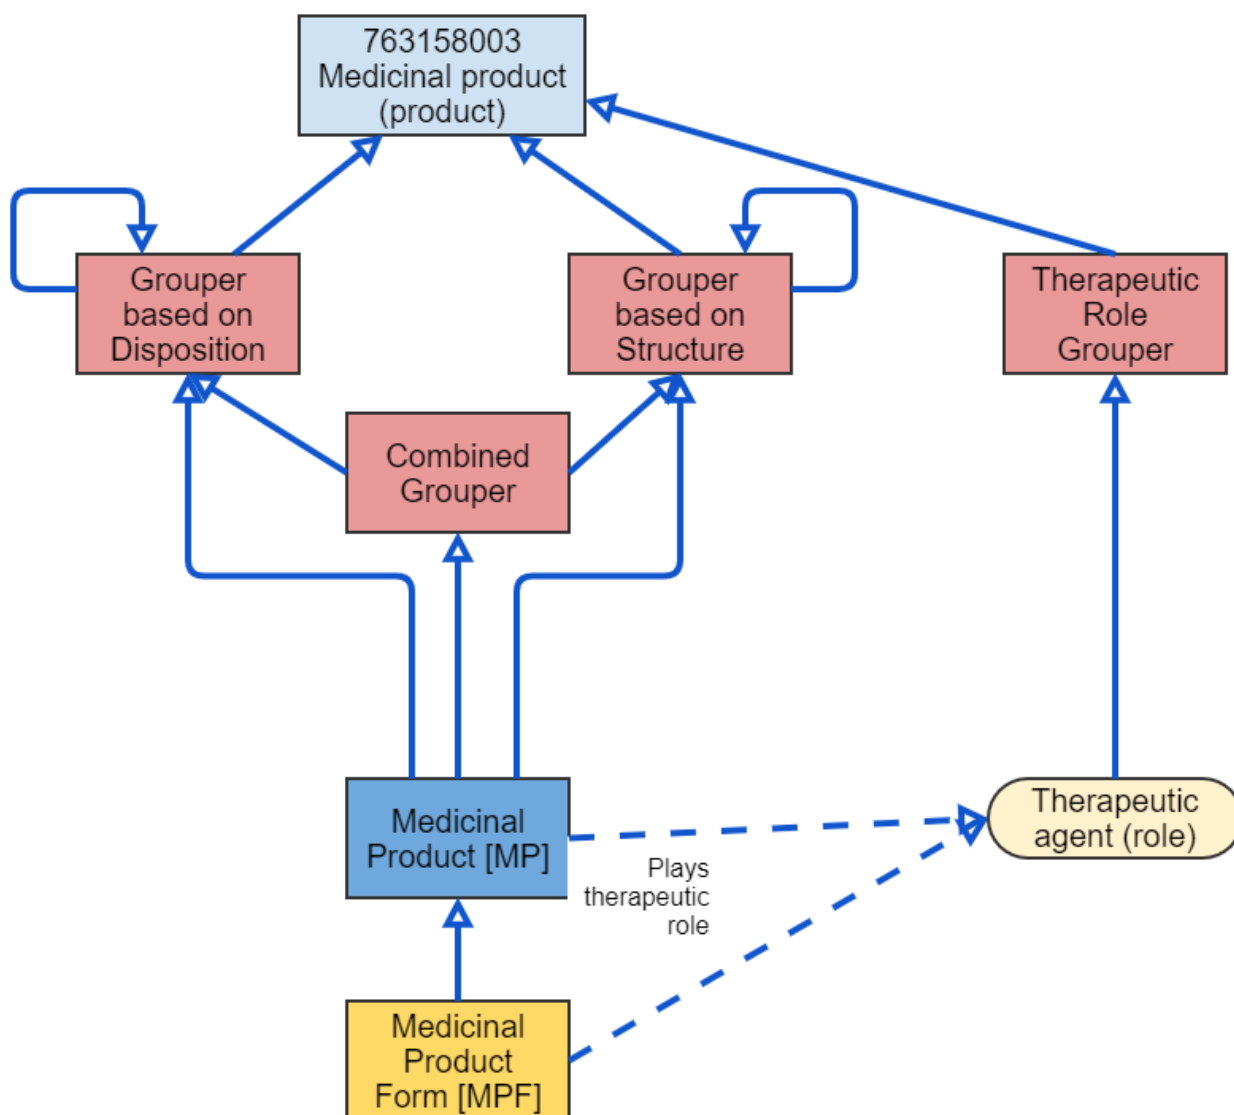 763158003
Medicinal product
(product)
Grouper
based on
Disposition
Grouper
based on
Structure
Therapeutic
Role
Grouper
Combined
Grouper
Medicinal
Product [MP]
Therapeutic
agent (role)
Plays
therapeutic
role
Medicinal
Product
Form [MPF]